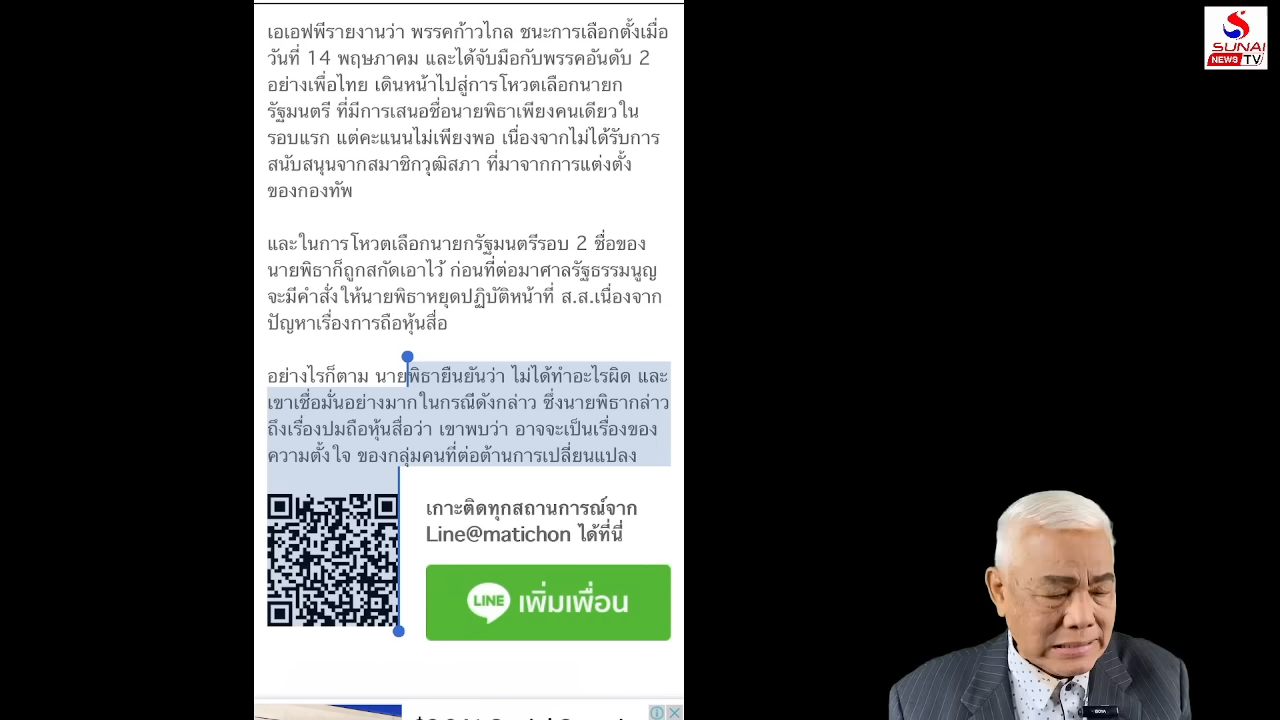 เอเอฟพีรายงานว่า พรรคก้าวไกล ชนะการเลือกตั้งเมื่อ
วันที่ 14 พฤษภาคม และได้จับมือกับพรรคอันดับ 2
อย่างเพื่อไทย เดินหน้าไปสู่การโหวตเลือกนายก
รัฐมนตรี ที่มีการเสนอชื่อนายพิธาเพียงคนเดียวใน
รอบแรก แต่คะแนนไม่เพียงพอ เนื่องจากไม่ได้รับการ
สนับสนุนจากสมาชิกวุฒิสภา ที่มาจากการแต่งตั้ง
ของกองทัพ
และในการโหวตเลือกนายกรัฐมนตรีรอบ 2 ชื่อของ
นายพิธาก็ถูกสกัดเอาไว้ ก่อนที่ต่อมาศาลรัฐธรรมนูญ
จะมีคำสั่งให้นายพิธาหยุดปฏิบัติหน้าที่ ส.ส.เนื่องจาก
ปัญหาเรื่องการถือหุ้นสื่อ
อย่างไรก็ตาม นายพิธายืนยันว่า ไม่ได้ทำอะไรผิด และ
เขาเชื่อมั่นอย่างมากในกรณีดังกล่าว ซึ่งนายพิธากล่าว
ถึงเรื่องปมถือหุ้นสื่อว่า เขาพบว่า อาจจะเป็นเรื่องของ
ความตั้งใจ ของกลุ่มคนที่ต่อต้านการเปลี่ยนแปลง
เกาะติดทุกสถานการณ์จาก
Line@matichon ได้ที่นี่
LINE เพิ่มเพื่อน
SUNAI
NEWS TV